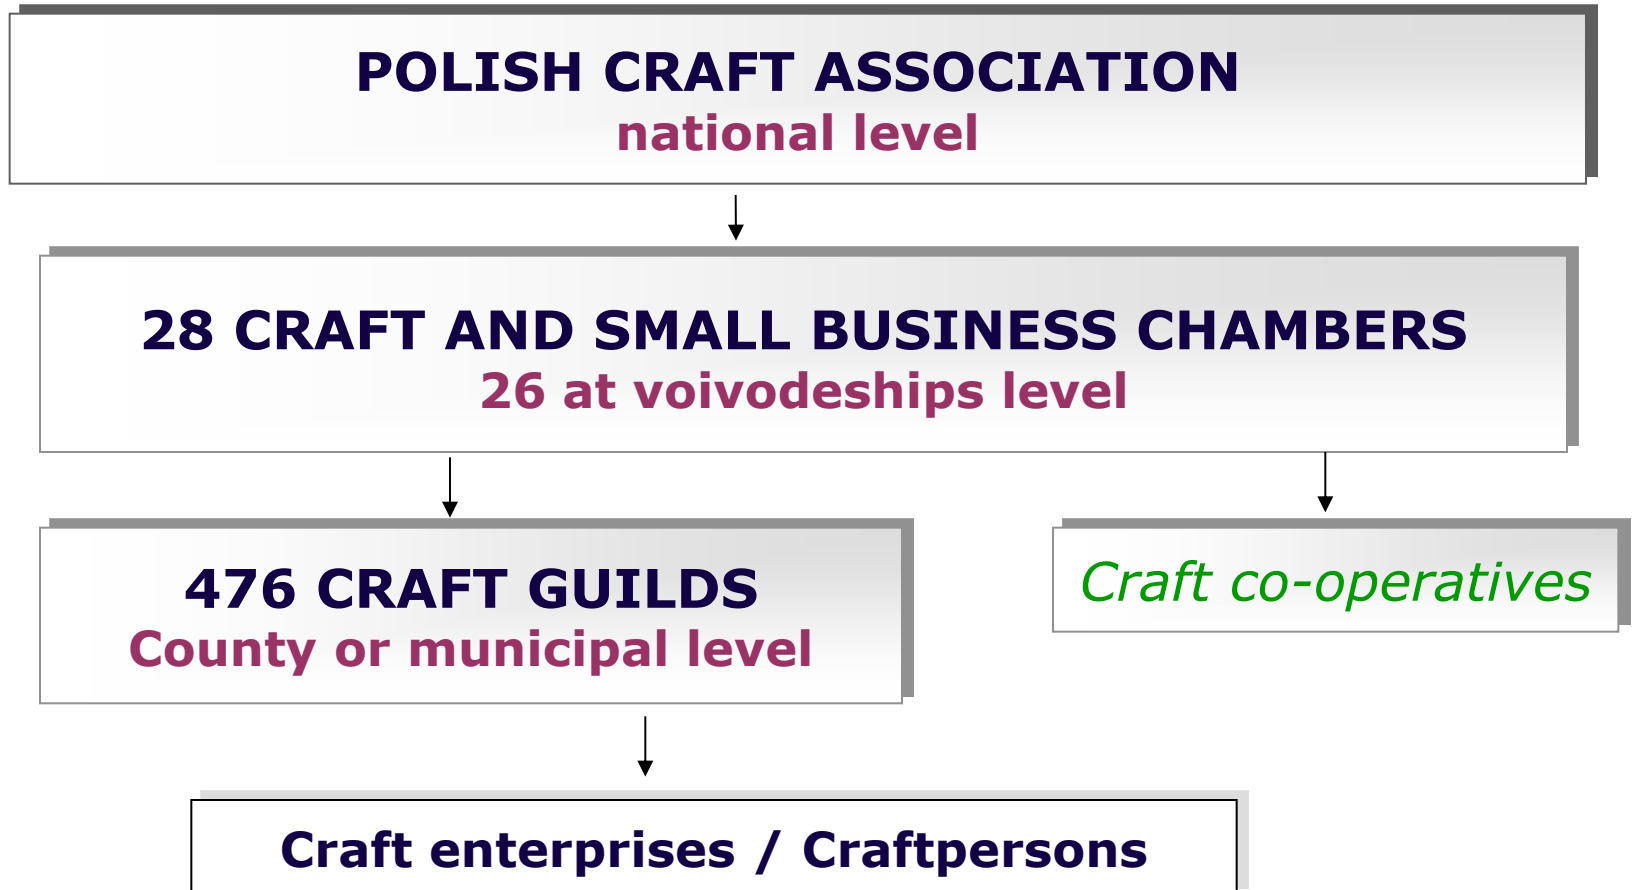 POLISH CRAFT ASSOCIATION
national level
28 CRAFT AND SMALL BUSINESS CHAMBERS
26 at voivodeships level
476 CRAFT GUILDS
County or municipal level
Craft co-operatives
Craft enterprises / Craftpersons